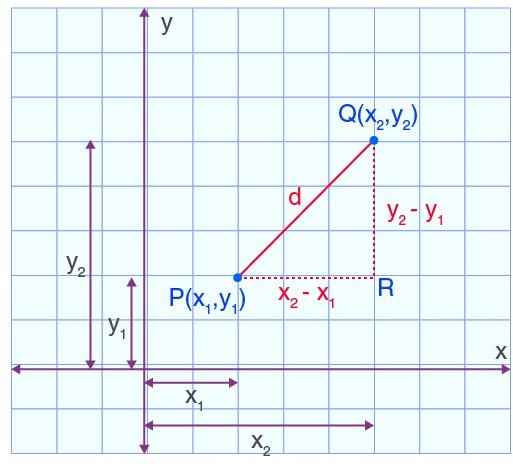 y
Q(x₂,y₂)
d
y₂ - y₁
y₂
P(x₁,y₁)
x₂ - x₁
R
y₁
x
x₁
x₂